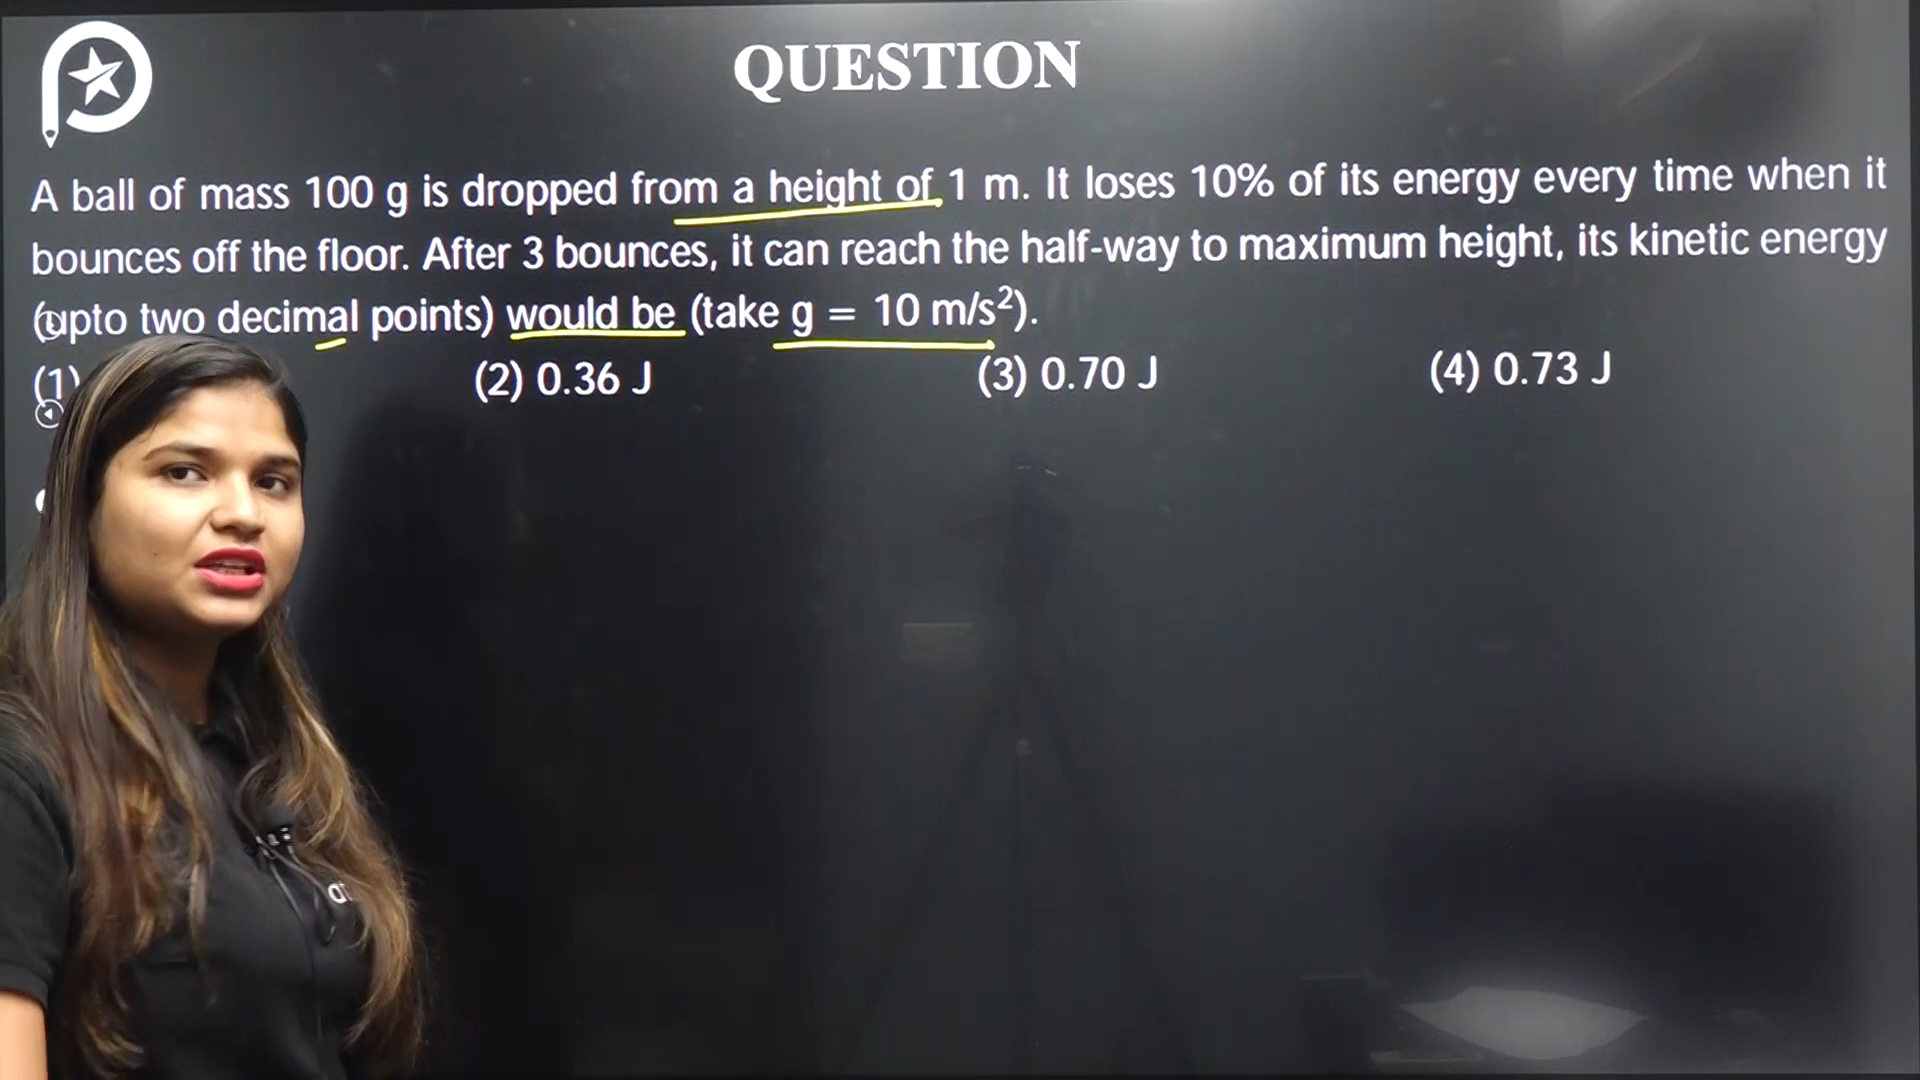 QUESTION
A ball of mass 100 g is dropped from a height of 1 m. It loses 10% of its energy every time when it
bounces off the floor. After 3 bounces, it can reach the half-way to maximum height, its kinetic energy
(upto two decimal points) would be (take g = 10 m/s²).
(1) (2) 0.36 J (3) 0.70 J (4) 0.73 J